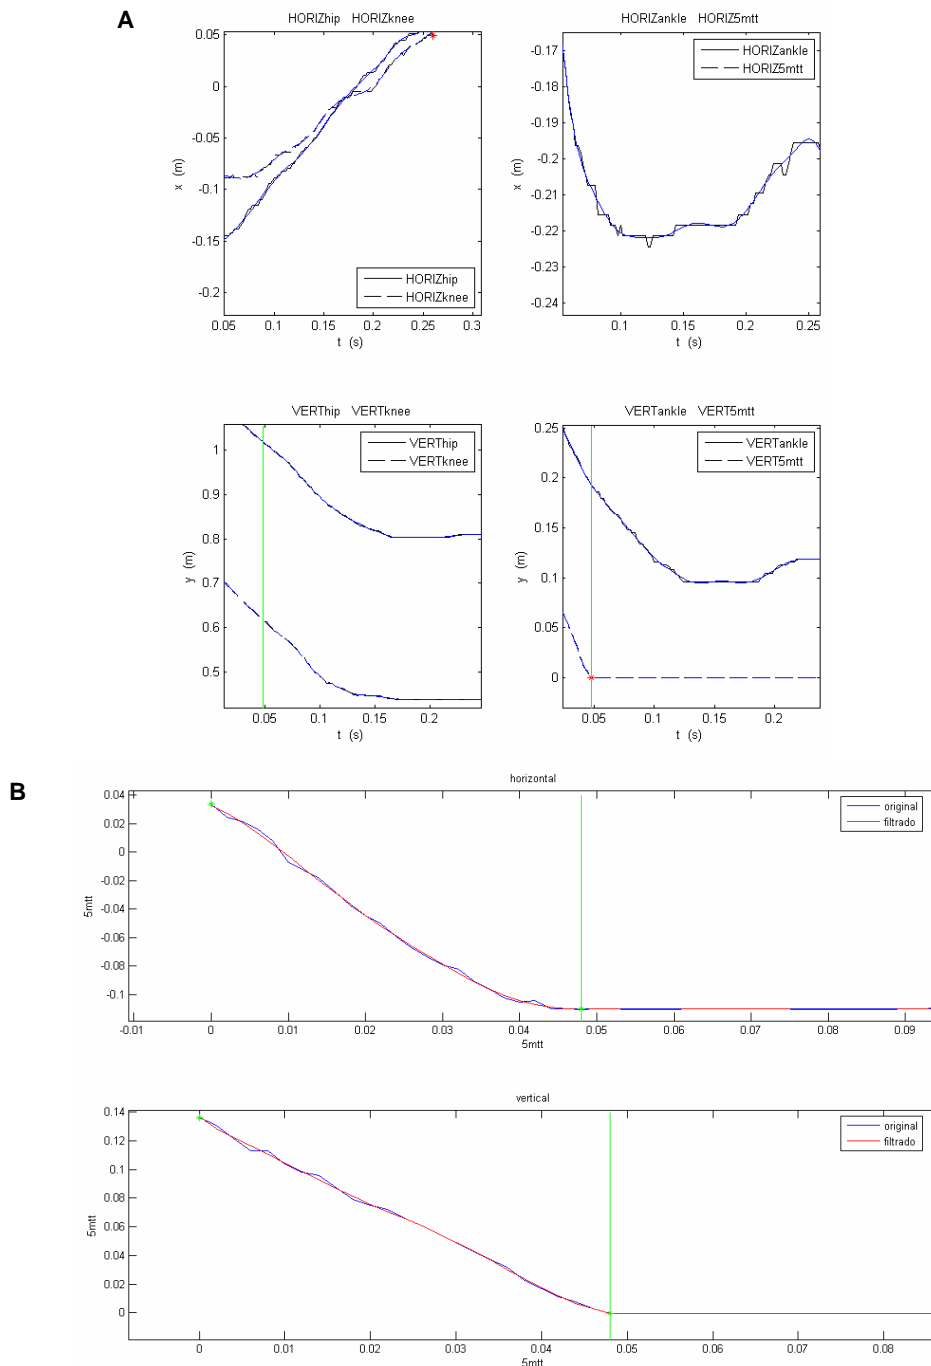 A
HORIZhip HORIZknee
0.05
0
-0.05
-0.1
-0.15
-0.2
x (m)
HORIZhip
HORIZknee
0.05 0.1 0.15 0.2 0.25 0.3
t (s)
HORIZankle HORIZ5mtt
-0.17
-0.18
-0.19
-0.2
-0.21
-0.22
-0.23
-0.24
x (m)
HORIZankle
HORIZ5mtt
0.1 0.15 0.2 0.25
t (s)
VERThip VERTknee
1
0.9
0.8
0.7
0.6
0.5
y (m)
VERThip
VERTknee
0.05 0.1 0.15 0.2
t (s)
VERTankle VERT5mtt
0.25
0.2
0.15
0.1
0.05
0
y (m)
VERTankle
VERT5mtt
0.05 0.1 0.15 0.2
t (s)
B
horizontal
0.04
0.02
0
-0.02
-0.04
-0.06
-0.08
-0.1
5mtt
original
filtrado
-0.01 0 0.01 0.02 0.03 0.04 0.05 0.06 0.07 0.08 0.09
5mtt
vertical
0.14
0.12
0.1
0.08
0.06
0.04
0.02
0
5mtt
original
filtrado
0 0.01 0.02 0.03 0.04 0.05 0.06 0.07 0.08
5mtt